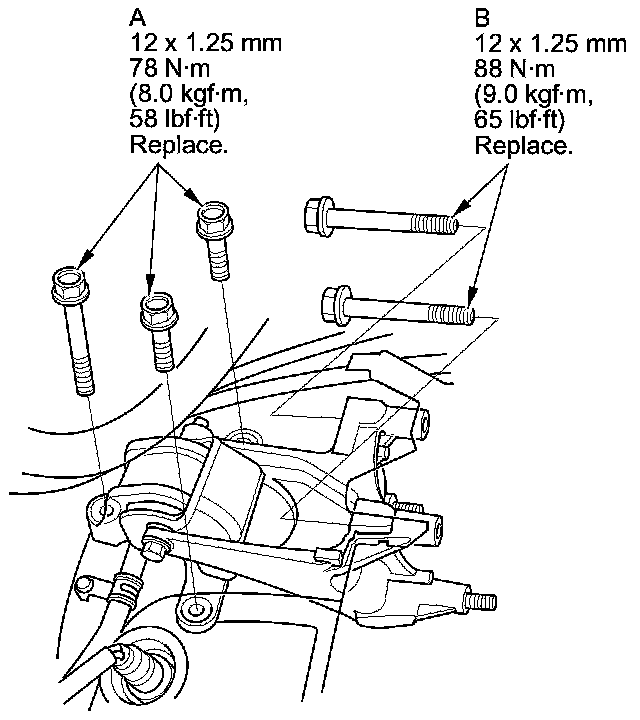 A
12 x 1.25 mm
78 N·m
(8.0 kgf·m,
58 lbf·ft)
Replace.
B
12 x 1.25 mm
88 N·m
(9.0 kgf·m,
65 lbf·ft)
Replace.